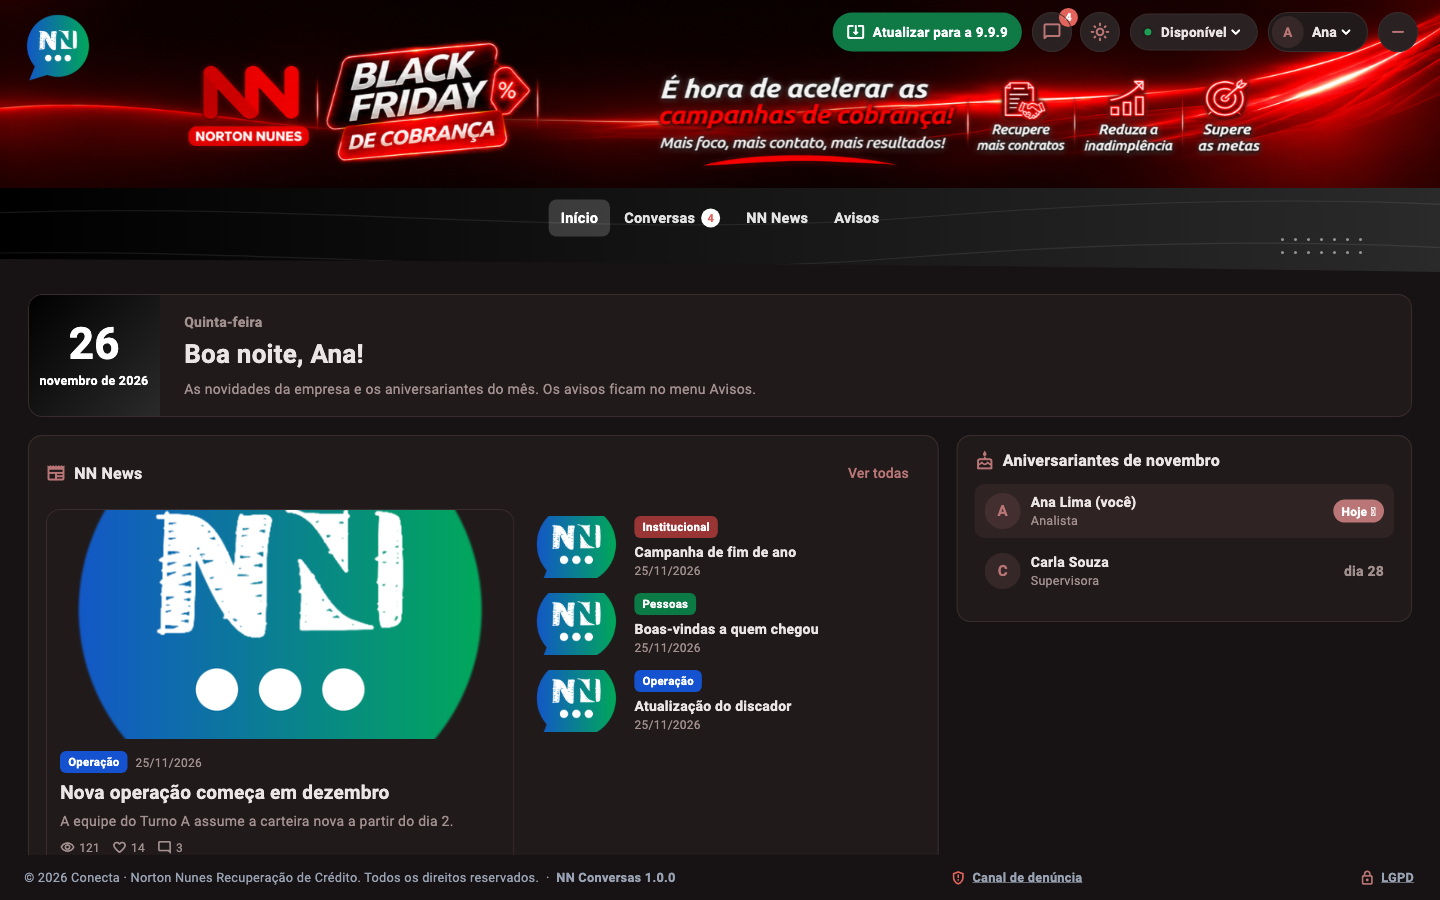 NN
Atualizar para a 9.9.9
4
Disponível
A
Ana
NN
NORTON NUNES
BLACK
FRIDAY
%
DE COBRANÇA
É hora de acelerar as
campanhas de cobrança!
Mais foco, mais contato, mais resultados!
Recupere
mais contratos
Reduza a
inadimplência
Supere
as metas
Início
Conversas 4
NN News
Avisos
26
novembro de 2026
Quinta-feira
Boa noite, Ana!
As novidades da empresa e os aniversariantes do mês. Os avisos ficam no menu Avisos.
NN News
Ver todas
NN
Operação 25/11/2026
Nova operação começa em dezembro
A equipe do Turno A assume a carteira nova a partir do dia 2.
121 14 3
NN
Institucional
Campanha de fim de ano
25/11/2026
NN
Pessoas
Boas-vindas a quem chegou
25/11/2026
NN
Operação
Atualização do discador
25/11/2026
Aniversariantes de novembro
A
Ana Lima (você)
Analista
Hoje
C
Carla Souza
Supervisora
dia 28
© 2026 Conecta · Norton Nunes Recuperação de Crédito. Todos os direitos reservados. · NN Conversas 1.0.0
Canal de denúncia
LGPD